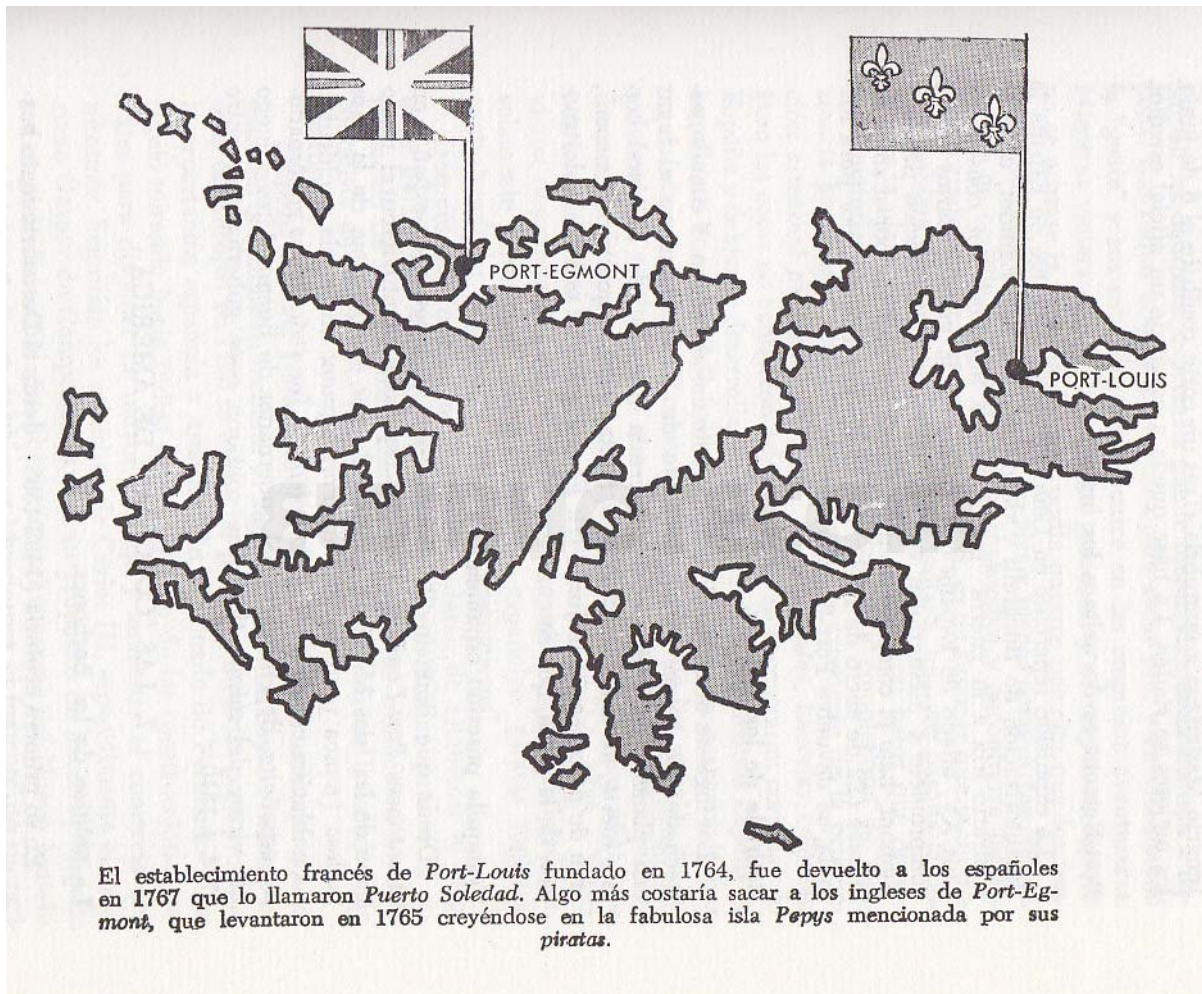 PORT-EGMONT
PORT-LOUIS
El establecimiento francés de Port-Louis fundado en 1764, fue devuelto a los españoles
en 1767 que lo llamaron Puerto Soledad. Algo más costaría sacar a los ingleses de Port-Eg-
mont, que levantaron en 1765 creyéndose en la fabulosa isla Pepys mencionada por sus
piratas.